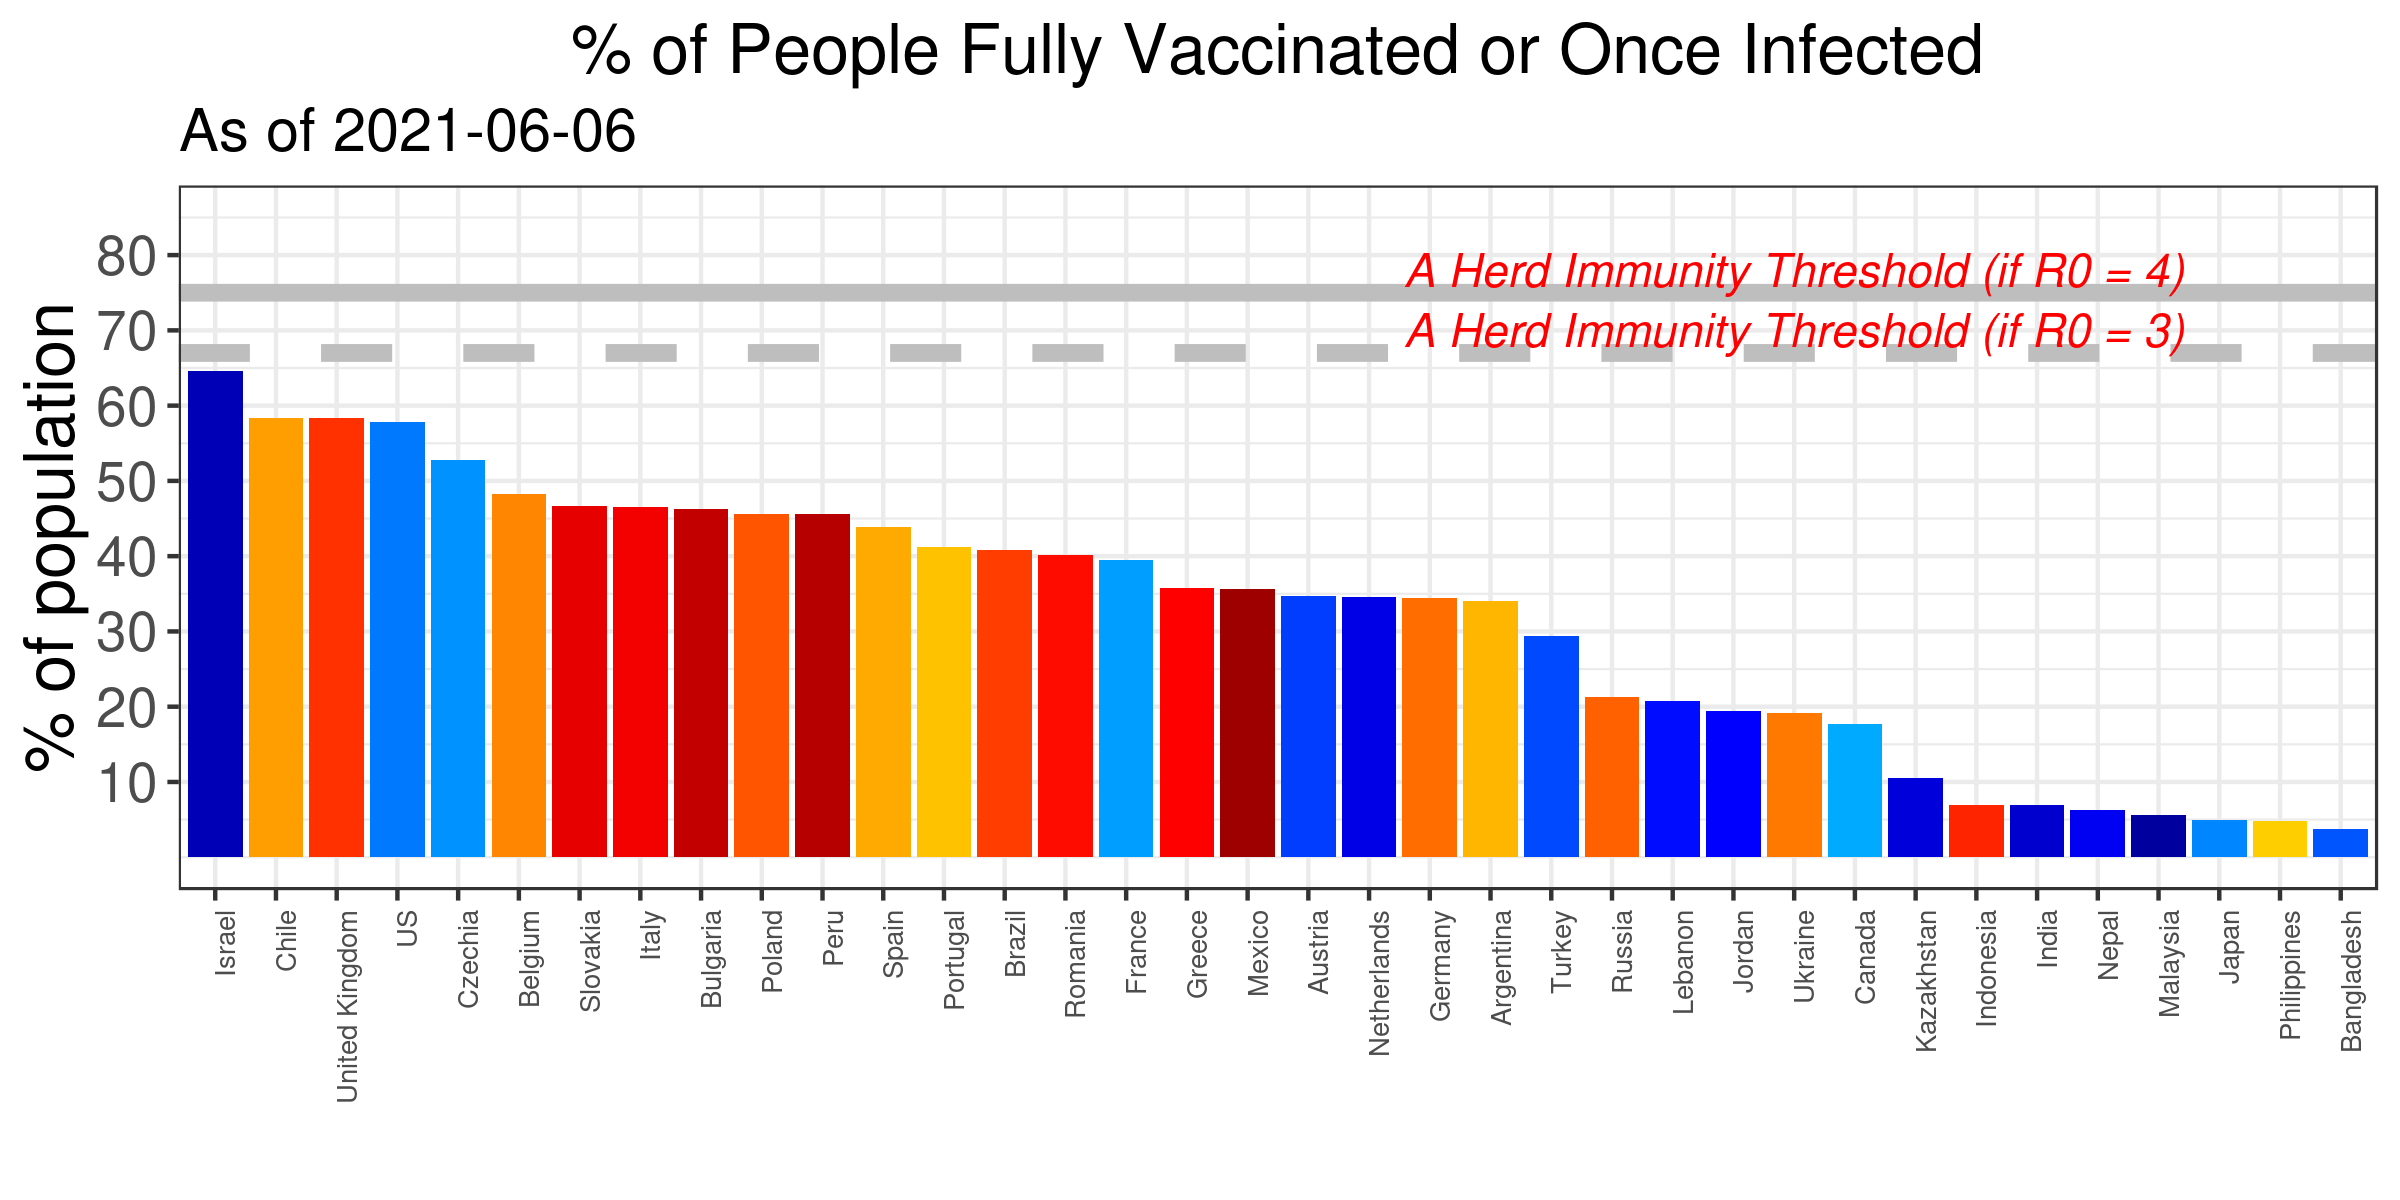 % of People Fully Vaccinated or Once Infected
As of 2021-06-06
% of population
80
70
60
50
40
30
20
10
A Herd Immunity Threshold (if R0 = 4)
A Herd Immunity Threshold (if R0 = 3)
Israel
Chile
United Kingdom
US
Czechia
Belgium
Slovakia
Italy
Bulgaria
Poland
Peru
Spain
Portugal
Brazil
Romania
France
Greece
Mexico
Austria
Netherlands
Germany
Argentina
Turkey
Russia
Lebanon
Jordan
Ukraine
Canada
Kazakhstan
Indonesia
India
Nepal
Malaysia
Japan
Philippines
Bangladesh